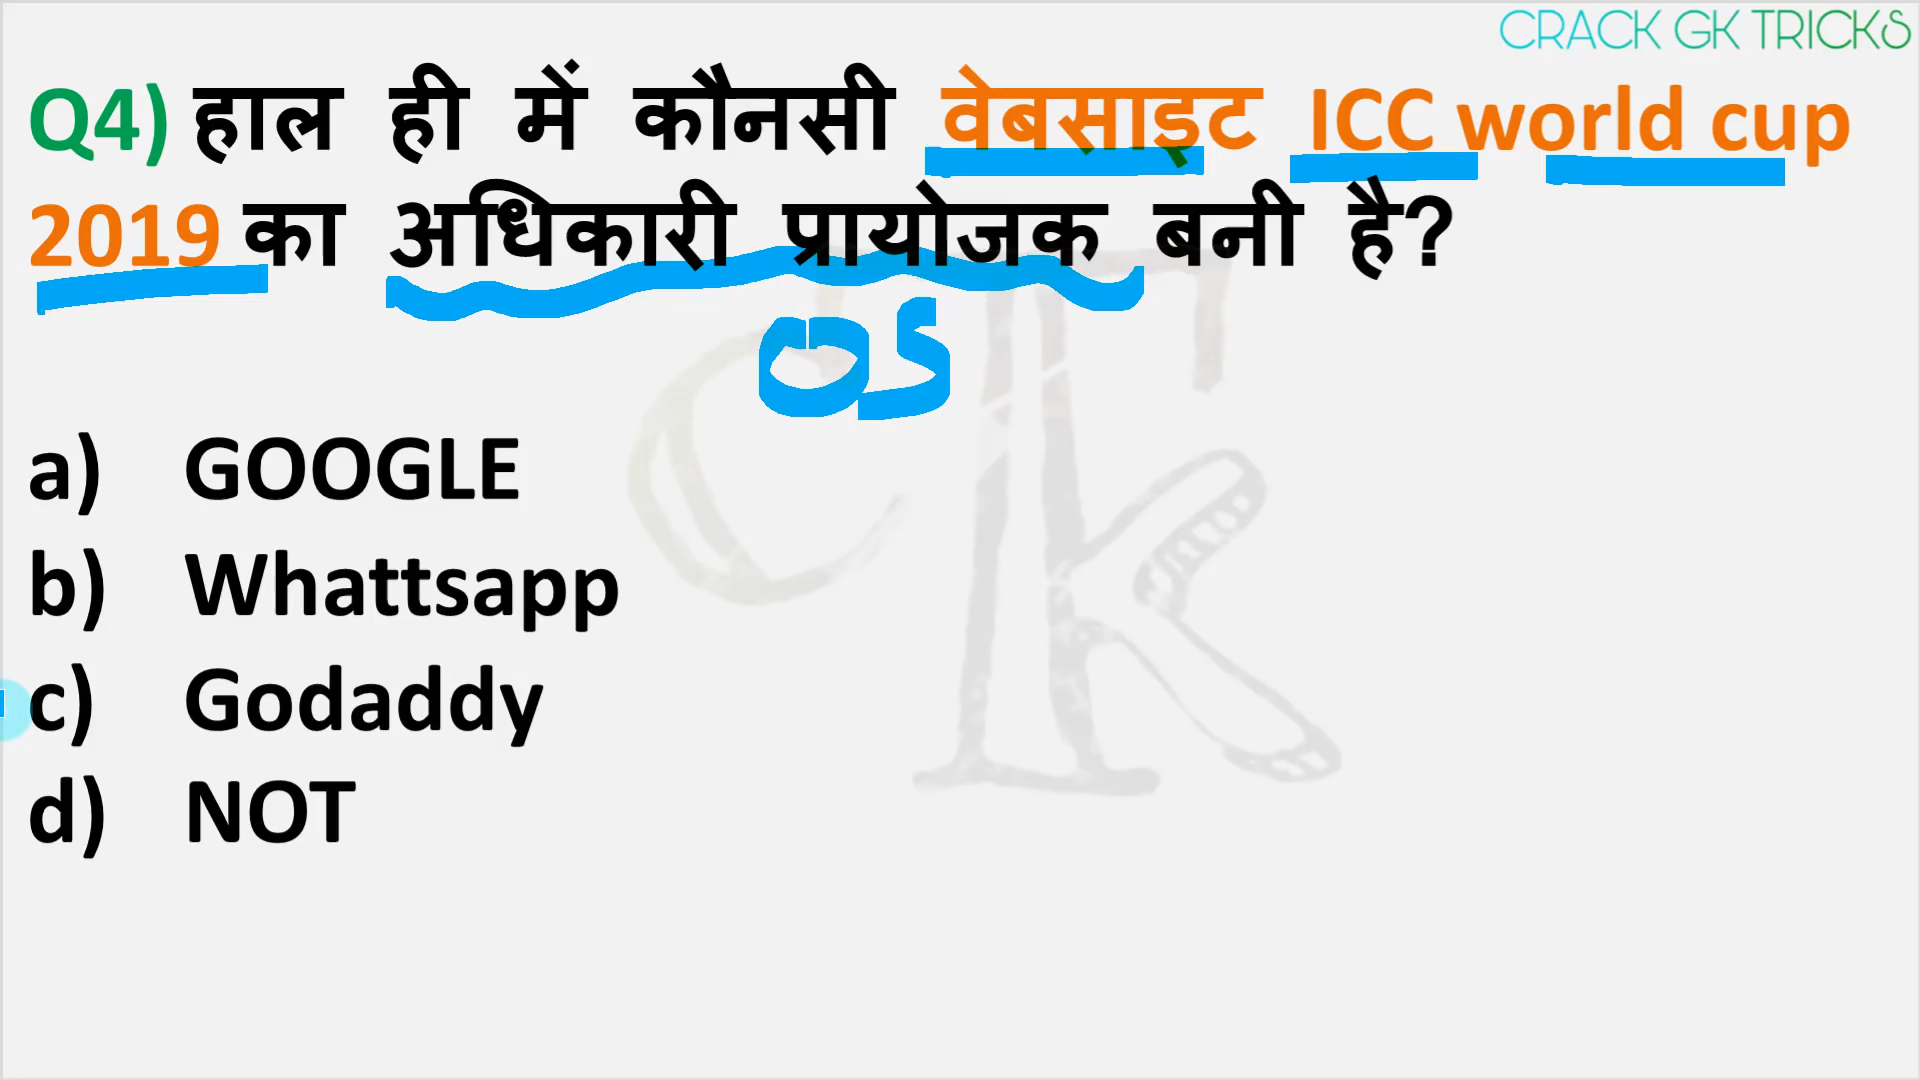 CRACK GK TRICKS
Q4) हाल ही में कौनसी वेबसाइट ICC world cup
2019 का अधिकारी प्रायोजक बनी है?
OS
a) GOOGLE
b) Whattsapp
c) Godaddy
d) NOT